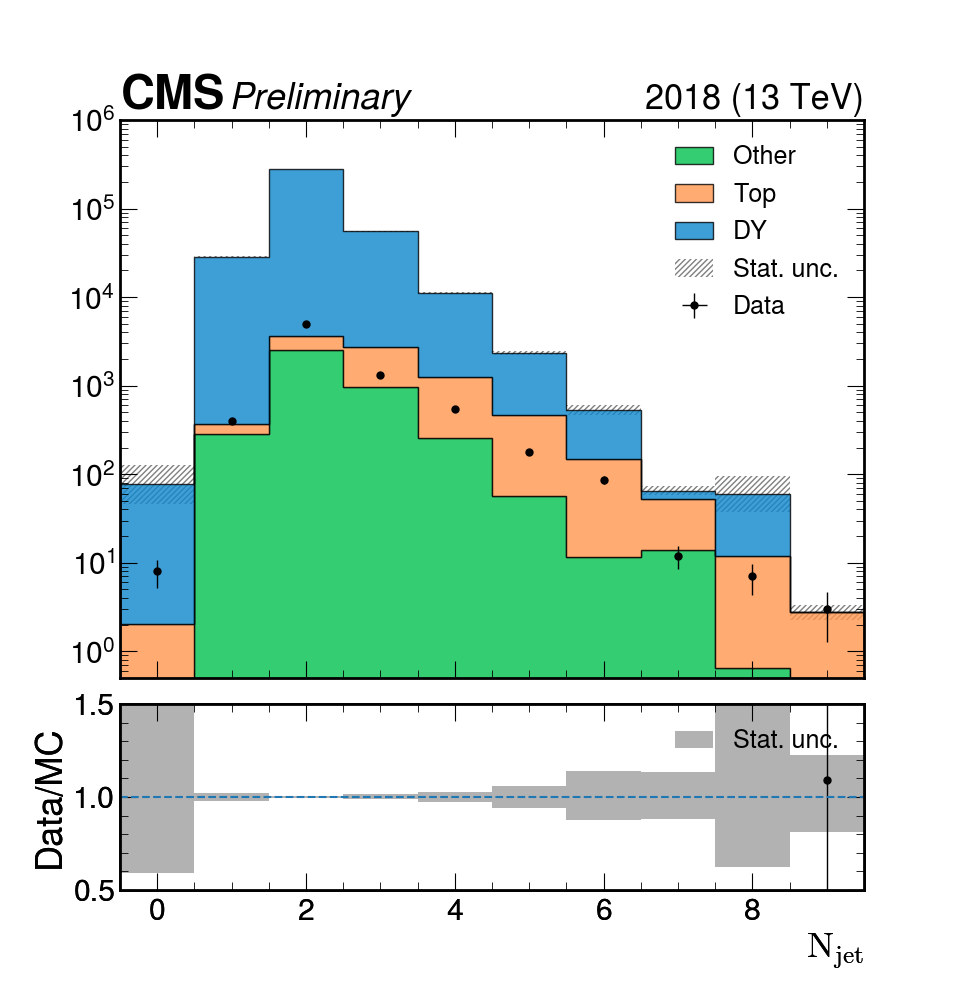 CMS Preliminary 2018 (13 TeV)
10^6
Other
Top
10^5
DY
Stat. unc.
10^4
Data
10^3
10^2
10^1
10^0
1.5
Stat. unc.
Data/MC
1.0
0.5
0 2 4 6 8
N_jet